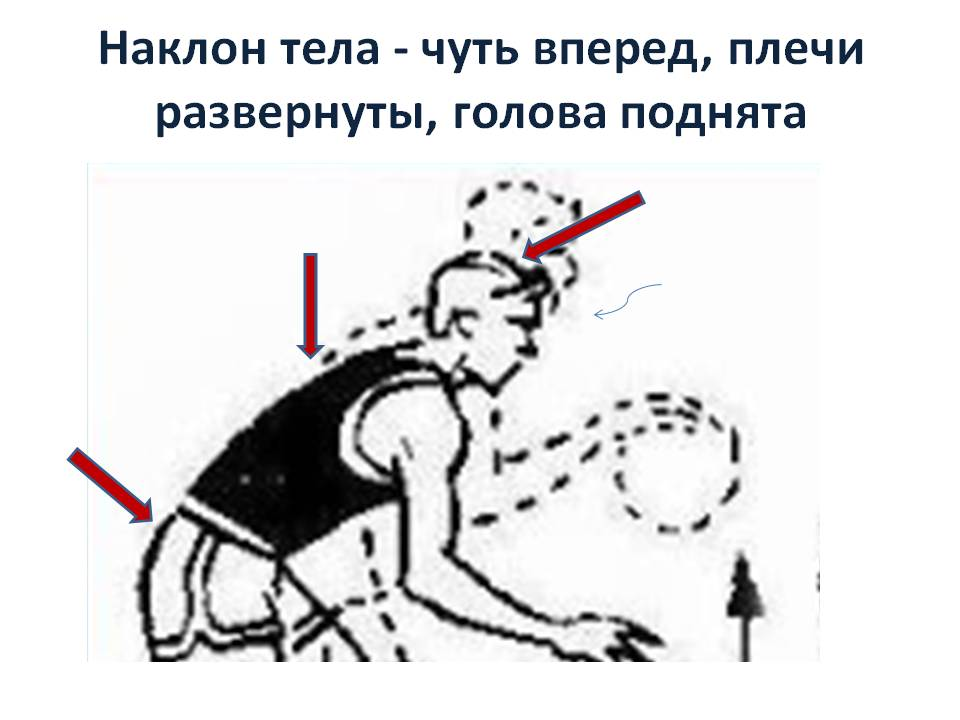 Наклон тела - чуть вперед, плечи
развернуты, голова поднята